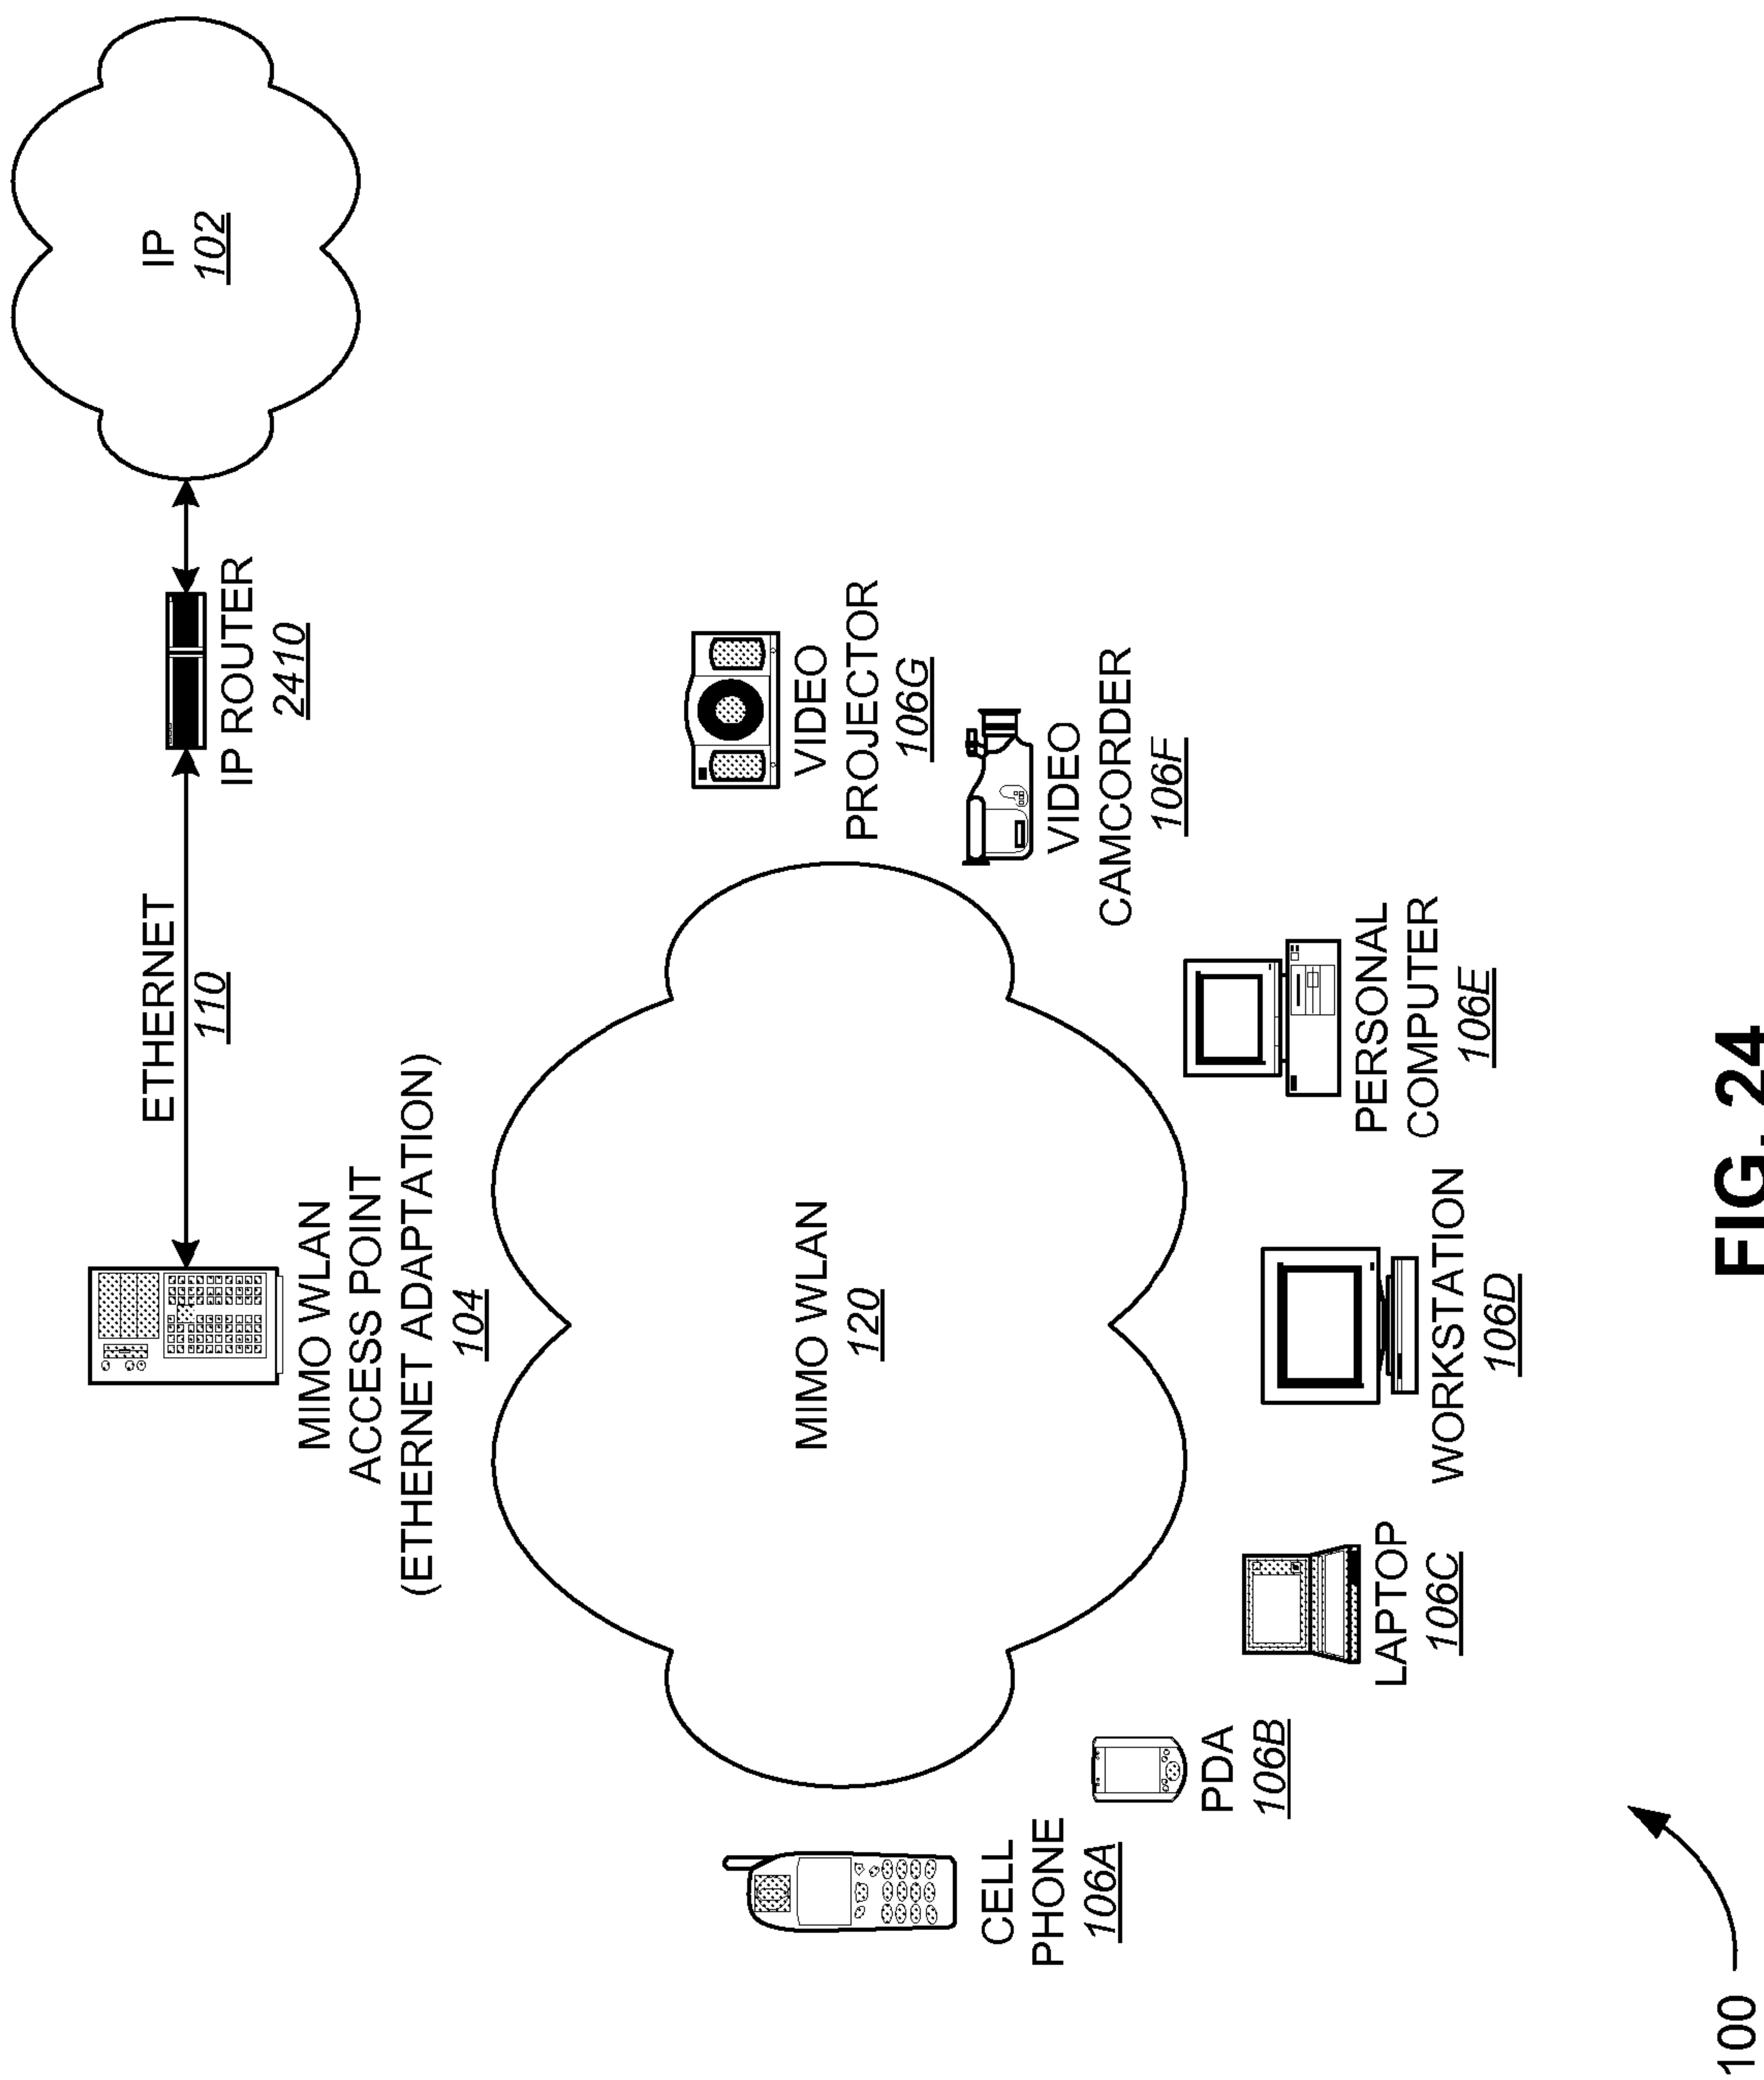 IP
102
ETHERNET
110
IP ROUTER
2410
MIMO WLAN
ACCESS POINT
(ETHERNET ADAPTATION)
104
MIMO WLAN
120
VIDEO
PROJECTOR
106G
VIDEO
CAMCORDER
106F
CELL
PHONE
106A
PDA
106B
LAPTOP
106C
WORKSTATION
106D
PERSONAL
COMPUTER
106E
100
FIG. 24